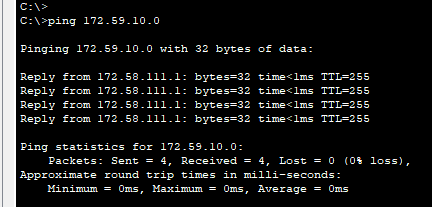 C:\>
C:\>ping 172.59.10.0
Pinging 172.59.10.0 with 32 bytes of data:
Reply from 172.58.111.1: bytes=32 time<1ms TTL=255
Reply from 172.58.111.1: bytes=32 time<1ms TTL=255
Reply from 172.58.111.1: bytes=32 time<1ms TTL=255
Reply from 172.58.111.1: bytes=32 time<1ms TTL=255
Ping statistics for 172.59.10.0:
Packets: Sent = 4, Received = 4, Lost = 0 (0% loss),
Approximate round trip times in milli-seconds:
Minimum = 0ms, Maximum = 0ms, Average = 0ms